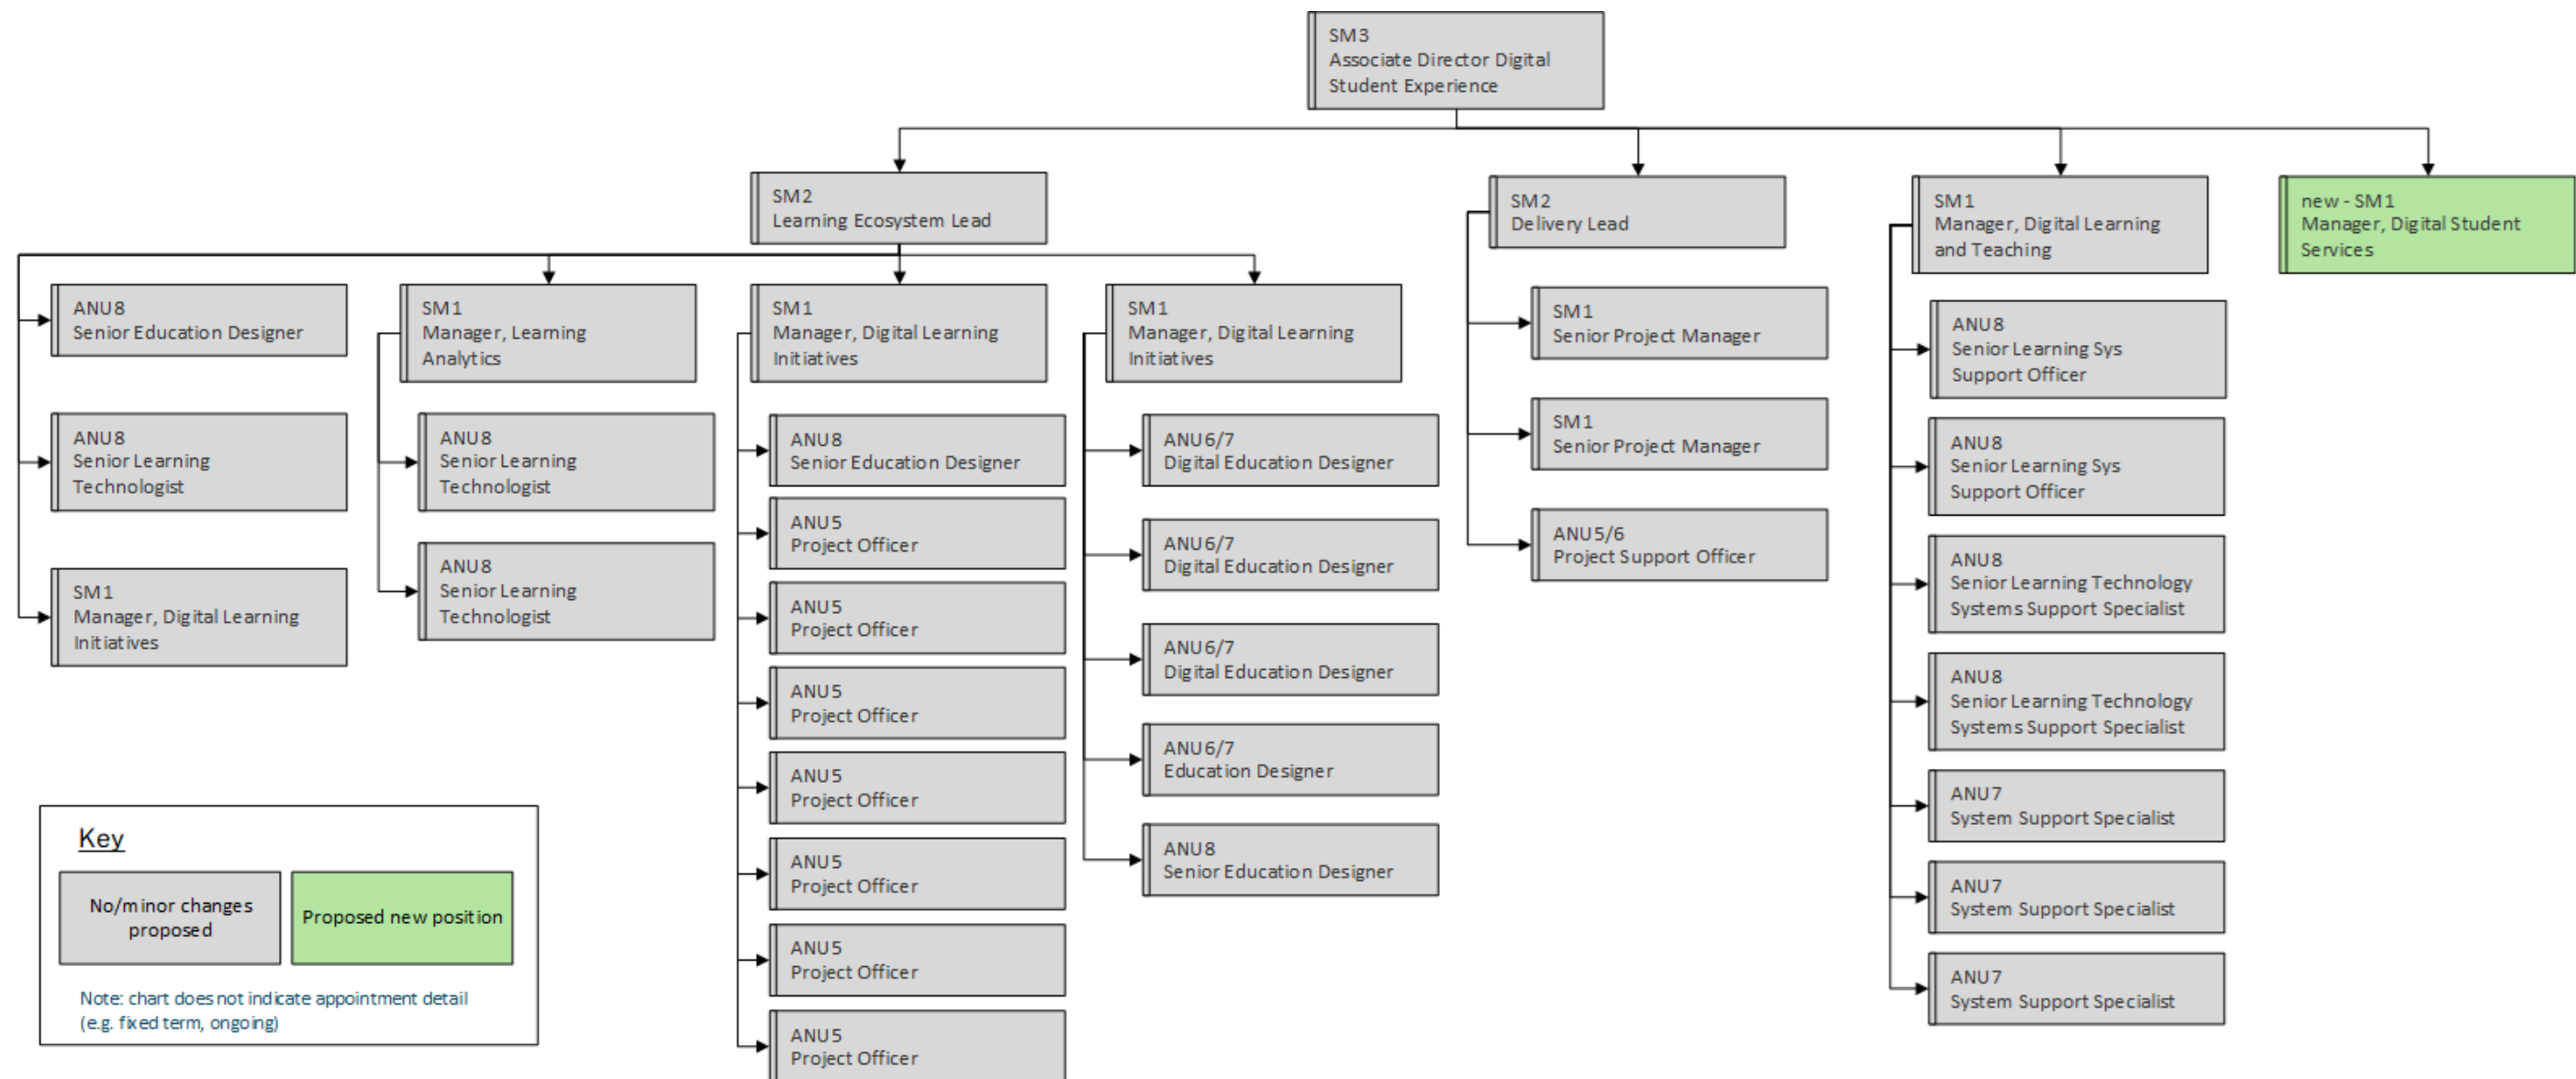 SM3
Associate Director Digital
Student Experience
SM2
Learning Ecosystem Lead
SM2
Delivery Lead
SM1
Manager, Digital Learning
and Teaching
new - SM1
Manager, Digital Student
Services
ANU8
Senior Education Designer
ANU8
Senior Learning
Technologist
SM1
Manager, Digital Learning
Initiatives
SM1
Manager, Learning
Analytics
ANU8
Senior Learning
Technologist
ANU8
Senior Learning
Technologist
SM1
Manager, Digital Learning
Initiatives
ANU8
Senior Education Designer
ANU5
Project Officer
ANU5
Project Officer
ANU5
Project Officer
ANU5
Project Officer
ANU5
Project Officer
ANU5
Project Officer
ANU5
Project Officer
SM1
Manager, Digital Learning
Initiatives
ANU6/7
Digital Education Designer
ANU6/7
Digital Education Designer
ANU6/7
Digital Education Designer
ANU6/7
Education Designer
ANU8
Senior Education Designer
SM1
Senior Project Manager
SM1
Senior Project Manager
ANU5/6
Project Support Officer
ANU8
Senior Learning Sys
Support Officer
ANU8
Senior Learning Sys
Support Officer
ANU8
Senior Learning Technology
Systems Support Specialist
ANU8
Senior Learning Technology
Systems Support Specialist
ANU7
System Support Specialist
ANU7
System Support Specialist
ANU7
System Support Specialist
Key
No/minor changes
proposed
Proposed new position
Note: chart does not indicate appointment detail
(e.g. fixed term, ongoing)